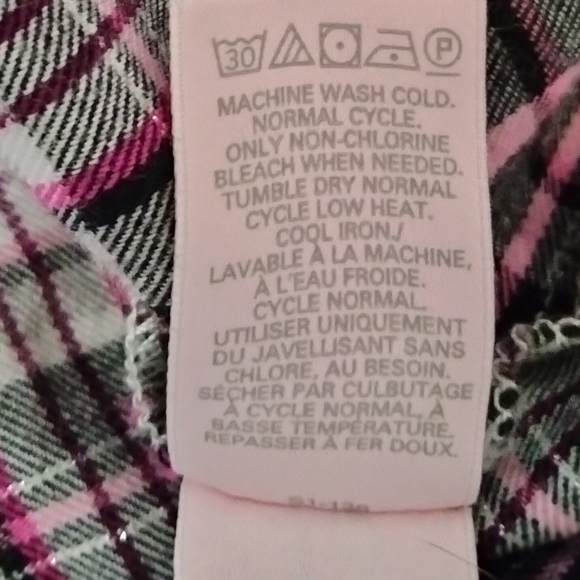 30 P
MACHINE WASH COLD.
NORMAL CYCLE.
ONLY NON-CHLORINE
BLEACH WHEN NEEDED.
TUMBLE DRY NORMAL
CYCLE LOW HEAT.
COOL IRON./
LAVABLE À LA MACHINE,
À L'EAU FROIDE.
CYCLE NORMAL.
UTILISER UNIQUEMENT
DU JAVELLISANT SANS
CHLORE, AU BESOIN.
SÉCHER PAR CULBUTAGE
À CYCLE NORMAL, À
BASSE TEMPÉRATURE.
REPASSER À FER DOUX.